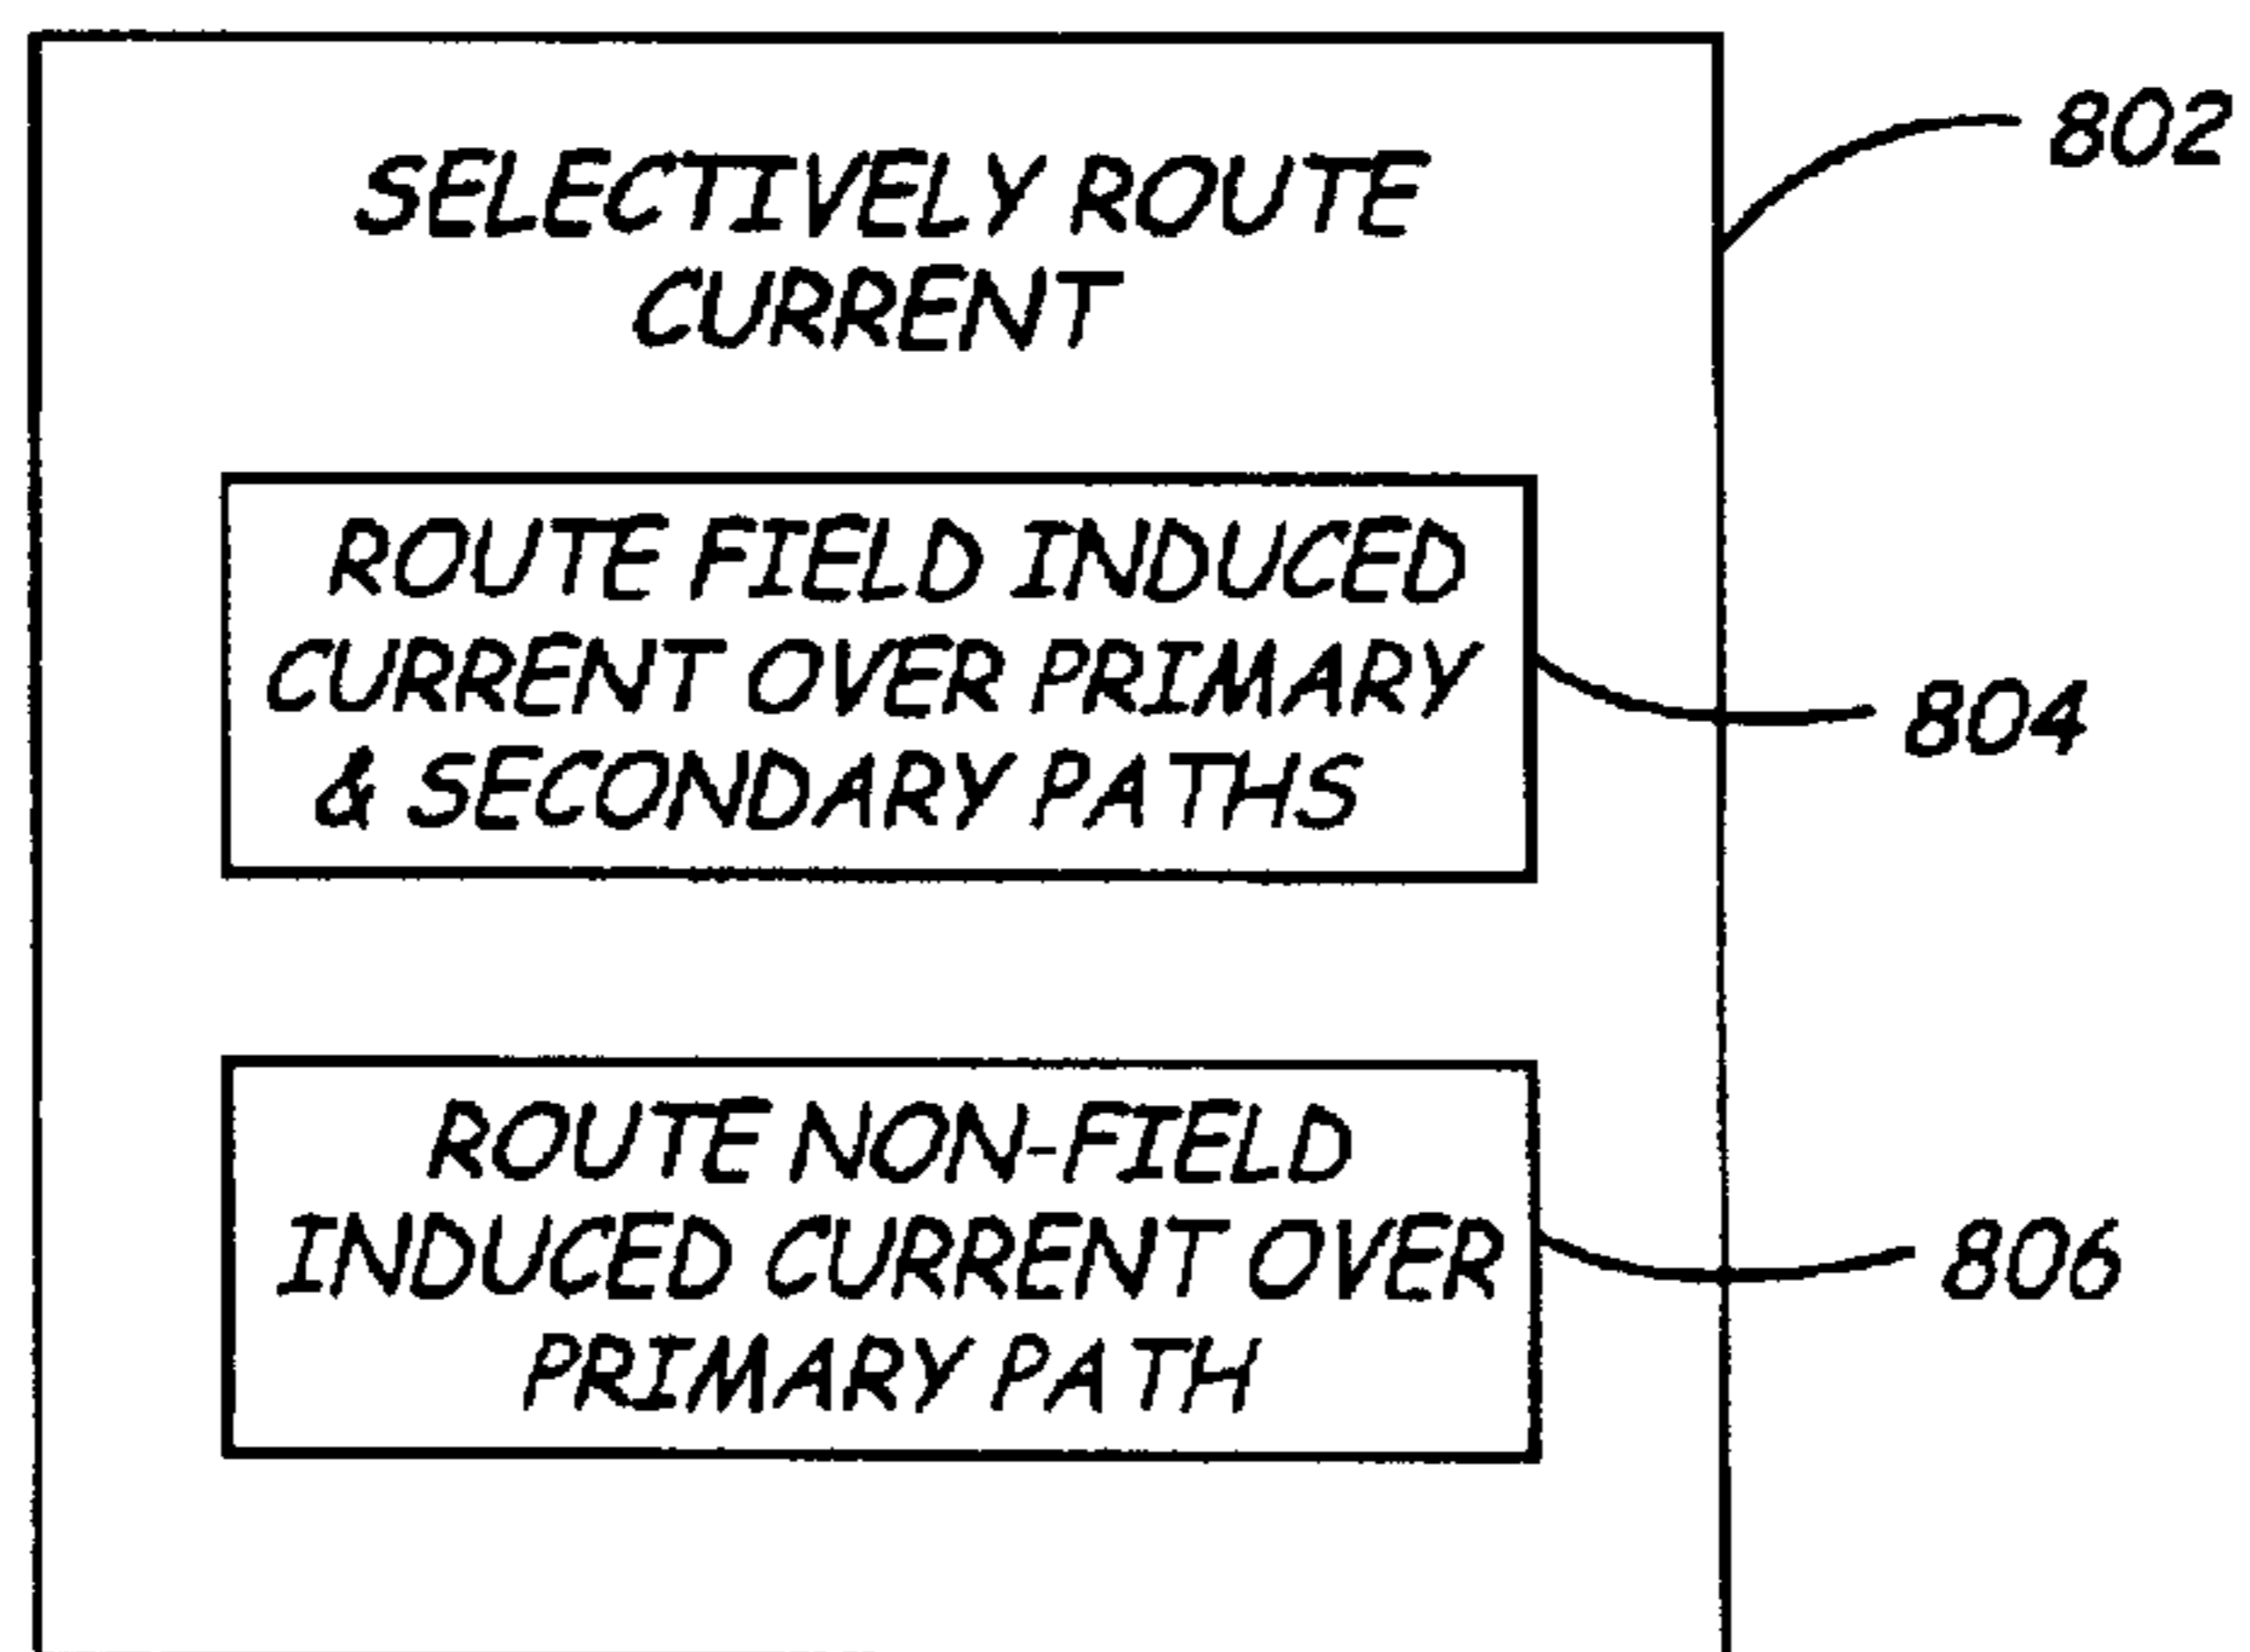 SELECTIVELY ROUTE
CURRENT
802
ROUTE FIELD INDUCED
CURRENT OVER PRIMARY
& SECONDARY PATHS
804
ROUTE NON-FIELD
INDUCED CURRENT OVER
PRIMARY PATH
806